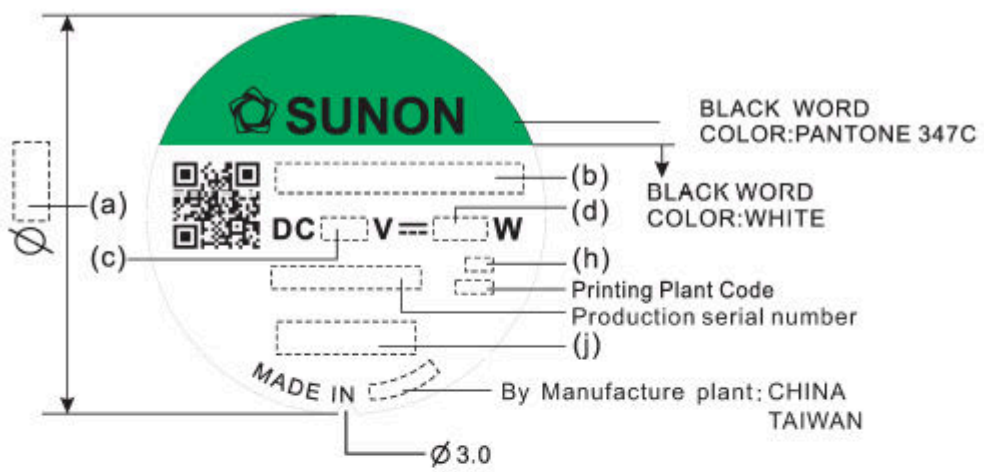 SUNON
BLACK WORD
COLOR:PANTONE 347C
(b)
BLACK WORD
COLOR:WHITE
(a)
(d)
DC V W
(c)
(h)
Printing Plant Code
Production serial number
(j)
MADE IN
By Manufacture plant: CHINA
TAIWAN
Ø
Ø 3.0